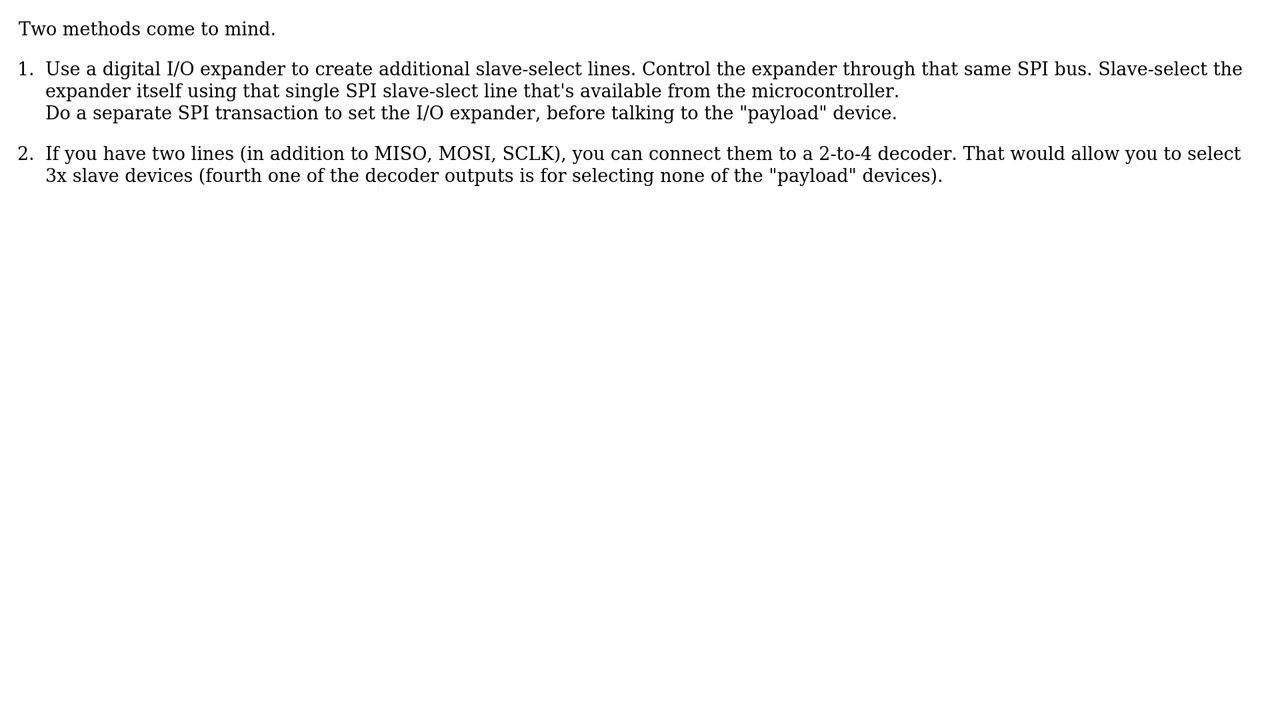 Two methods come to mind.
1. Use a digital I/O expander to create additional slave-select lines. Control the expander through that same SPI bus. Slave-select the
expander itself using that single SPI slave-slect line that's available from the microcontroller.
Do a separate SPI transaction to set the I/O expander, before talking to the "payload" device.
2. If you have two lines (in addition to MISO, MOSI, SCLK), you can connect them to a 2-to-4 decoder. That would allow you to select
3x slave devices (fourth one of the decoder outputs is for selecting none of the "payload" devices).